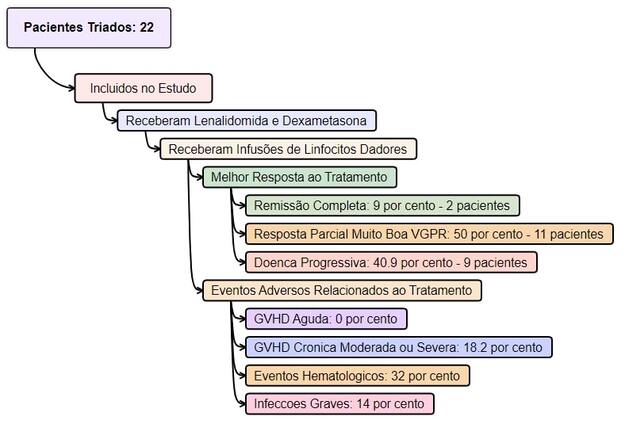 Pacientes Triados: 22
Incluidos no Estudo
Receberam Lenalidomida e Dexametasona
Receberam Infusões de Linfocitos Dadores
Melhor Resposta ao Tratamento
Remissão Completa: 9 por cento - 2 pacientes
Resposta Parcial Muito Boa VGPR: 50 por cento - 11 pacientes
Doenca Progressiva: 40.9 por cento - 9 pacientes
Eventos Adversos Relacionados ao Tratamento
GVHD Aguda: 0 por cento
GVHD Cronica Moderada ou Severa: 18.2 por cento
Eventos Hematologicos: 32 por cento
Infeccoes Graves: 14 por cento